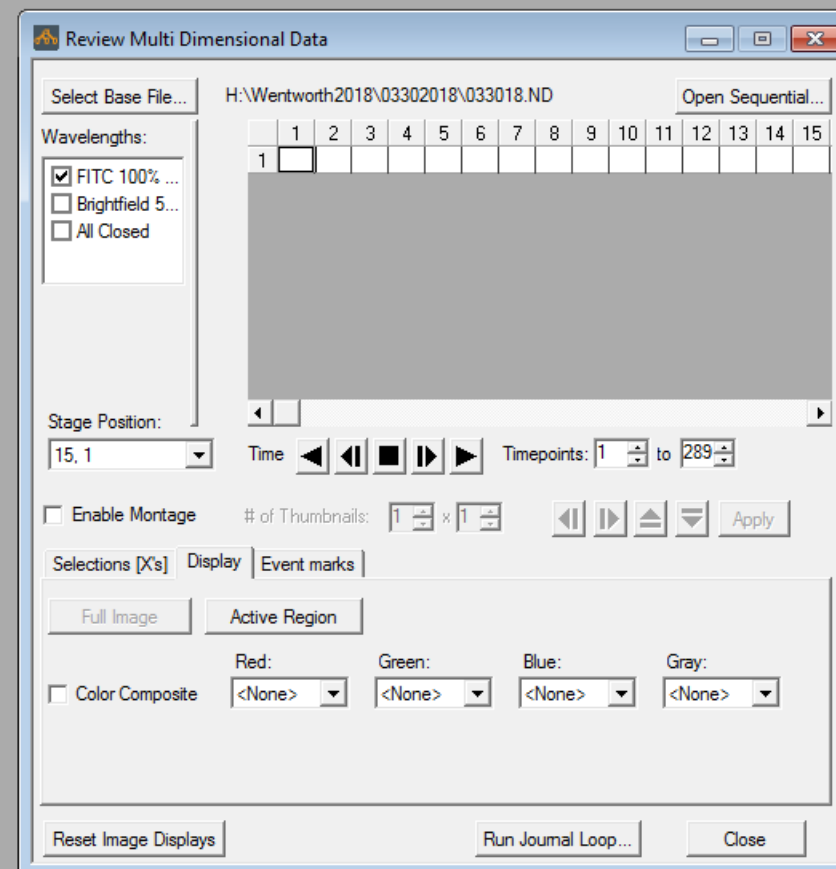 Review Multi Dimensional Data
Select Base File... H:\Wentworth2018\03302018\033018.ND Open Sequential...
Wavelengths:
1 2 3 4 5 6 7 8 9 10 11 12 13 14 15
1
FITC 100% ...
Brightfield 5...
All Closed
Stage Position:
15, 1 Time Timepoints: 1 to 289
Enable Montage # of Thumbnails: 1 x 1 Apply
Selections [X's] Display Event marks
Full Image Active Region
Red: Green: Blue: Gray:
Color Composite <None> <None> <None> <None>
Reset Image Displays Run Journal Loop... Close